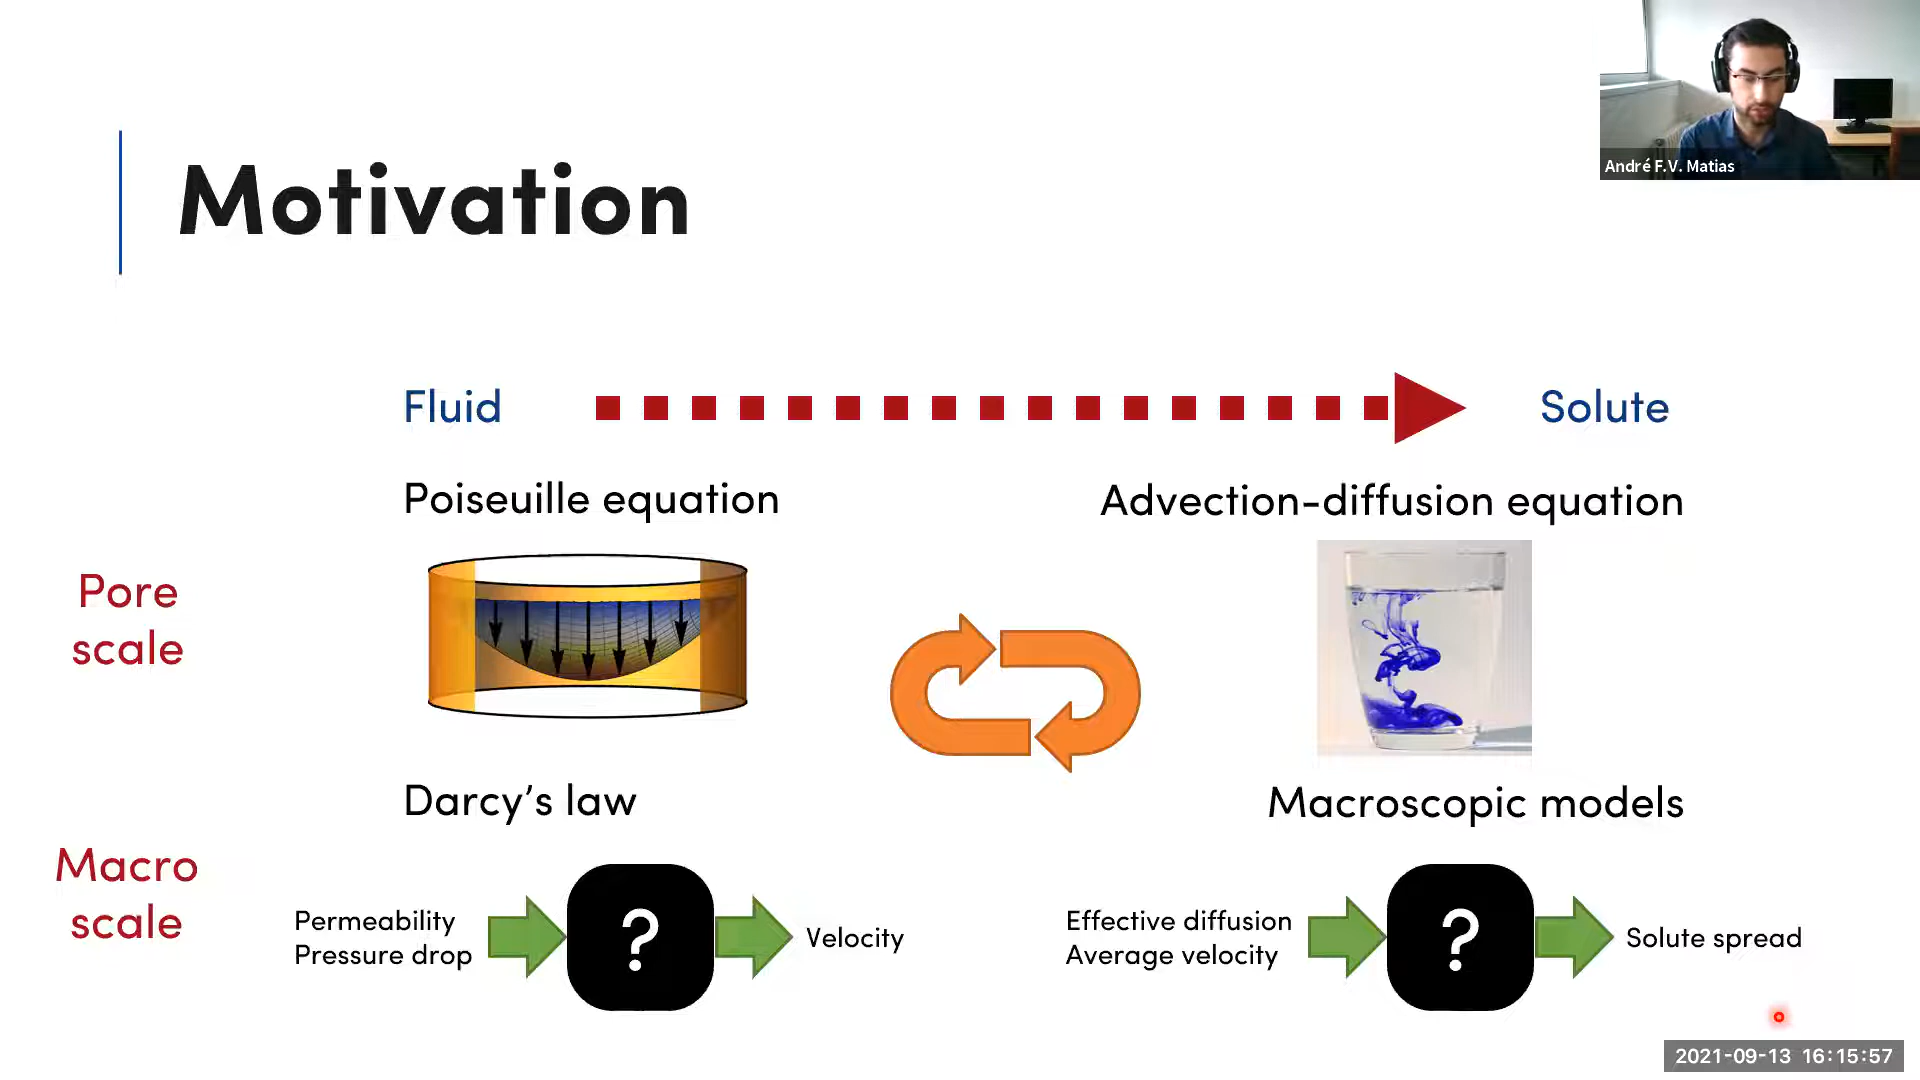 André F.V. Matias
Motivation
Fluid
Solute
Poiseuille equation
Advection-diffusion equation
Pore
scale
Darcy's law
Macroscopic models
Macro
scale
Permeability
Pressure drop
?
Velocity
Effective diffusion
Average velocity
?
Solute spread
2021-09-13 16:15:57